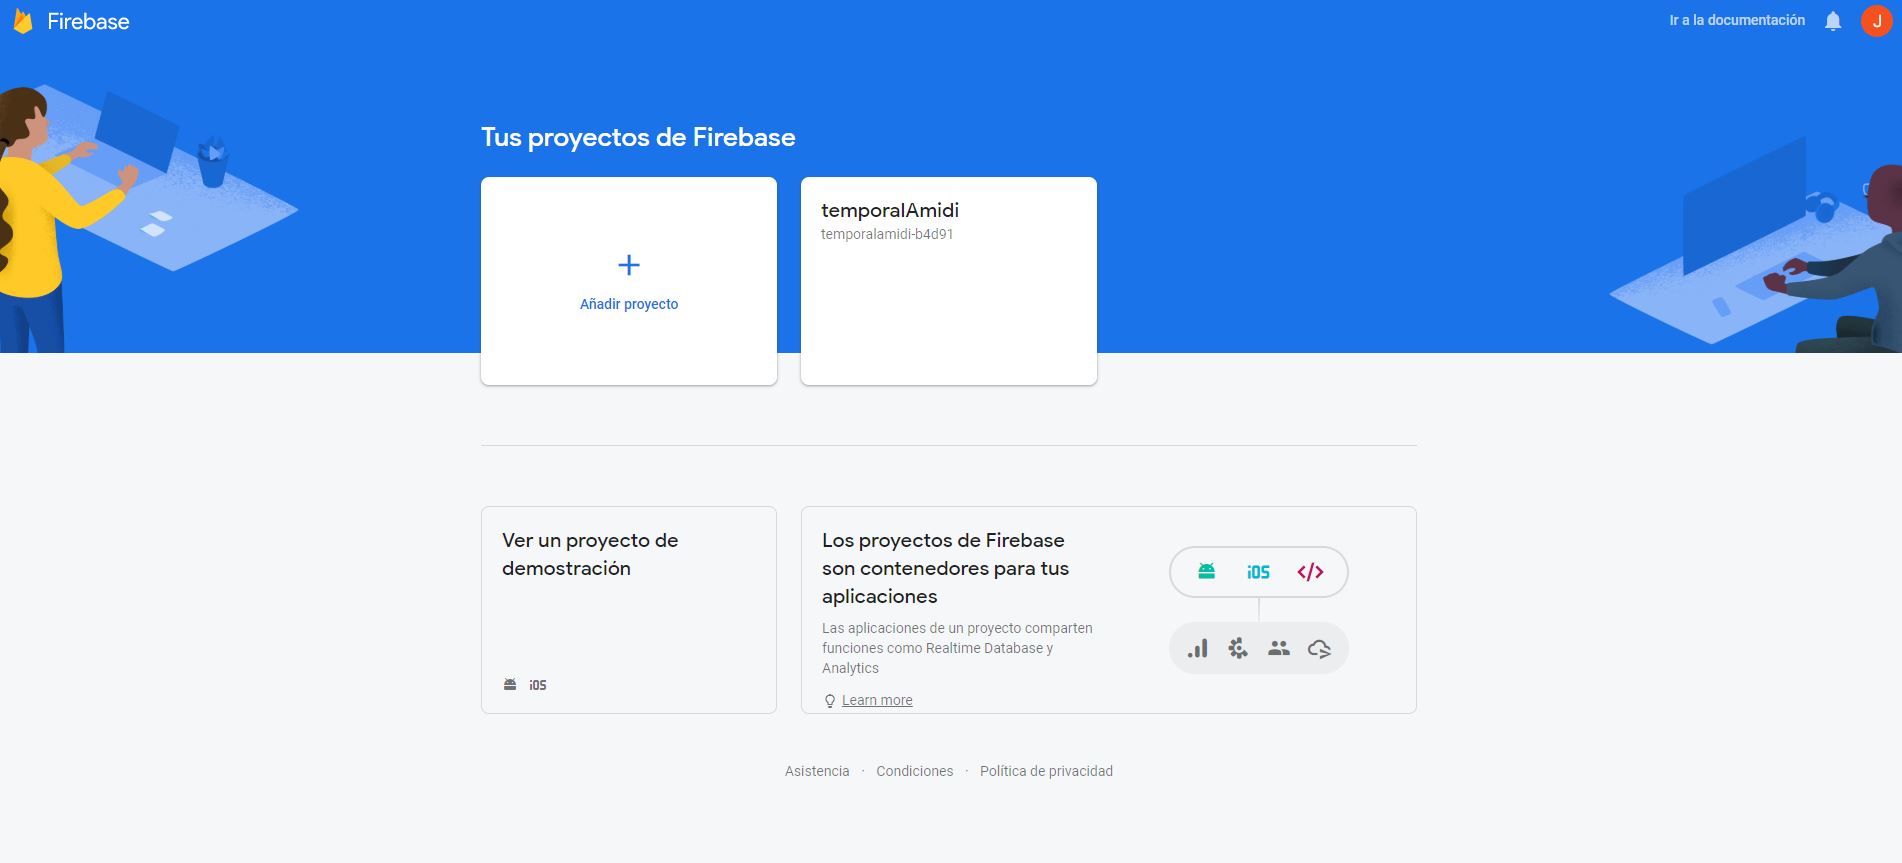 Firebase
Ir a la documentación
J
Tus proyectos de Firebase
Añadir proyecto
temporalAmidi
temporalamidi-b4d91
Ver un proyecto de
demostración
iOS
Los proyectos de Firebase
son contenedores para tus
aplicaciones
Las aplicaciones de un proyecto comparten
funciones como Realtime Database y
Analytics
Learn more
iOS </>
Asistencia · Condiciones · Política de privacidad